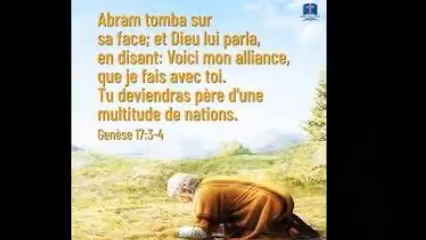 Abram tomba sur
sa face; et Dieu lui parla,
en disant: Voici mon alliance,
que je fais avec toi.
Tu deviendras père d'une
multitude de nations.
Genèse 17:3-4